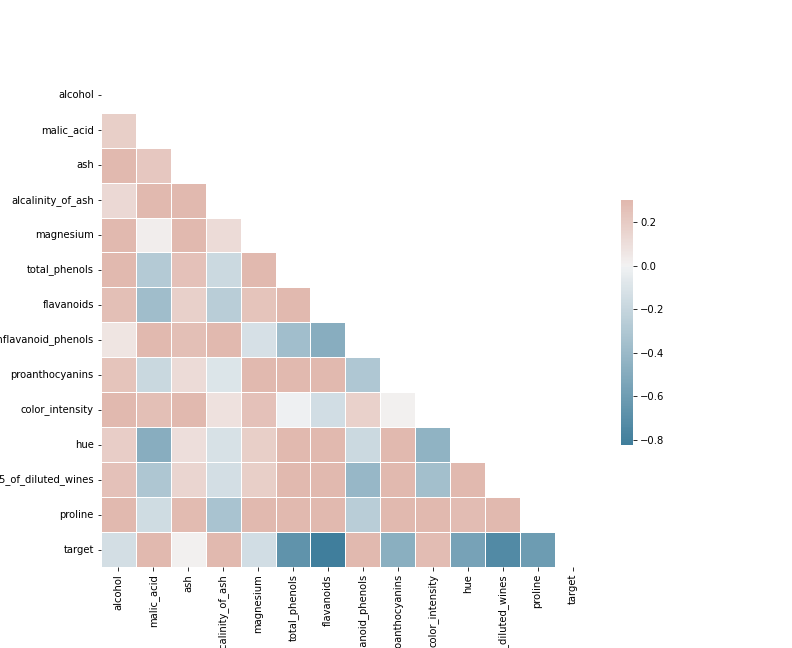 alcohol
malic_acid
ash
alcalinity_of_ash
magnesium
total_phenols
flavanoids
nflavanoid_phenols
proanthocyanins
color_intensity
hue
5_of_diluted_wines
proline
target
alcohol
malic_acid
ash
calinity_of_ash
magnesium
total_phenols
flavanoids
anoid_phenols
oanthocyanins
color_intensity
hue
_diluted_wines
proline
target
0.2
0.0
−0.2
−0.4
−0.6
−0.8